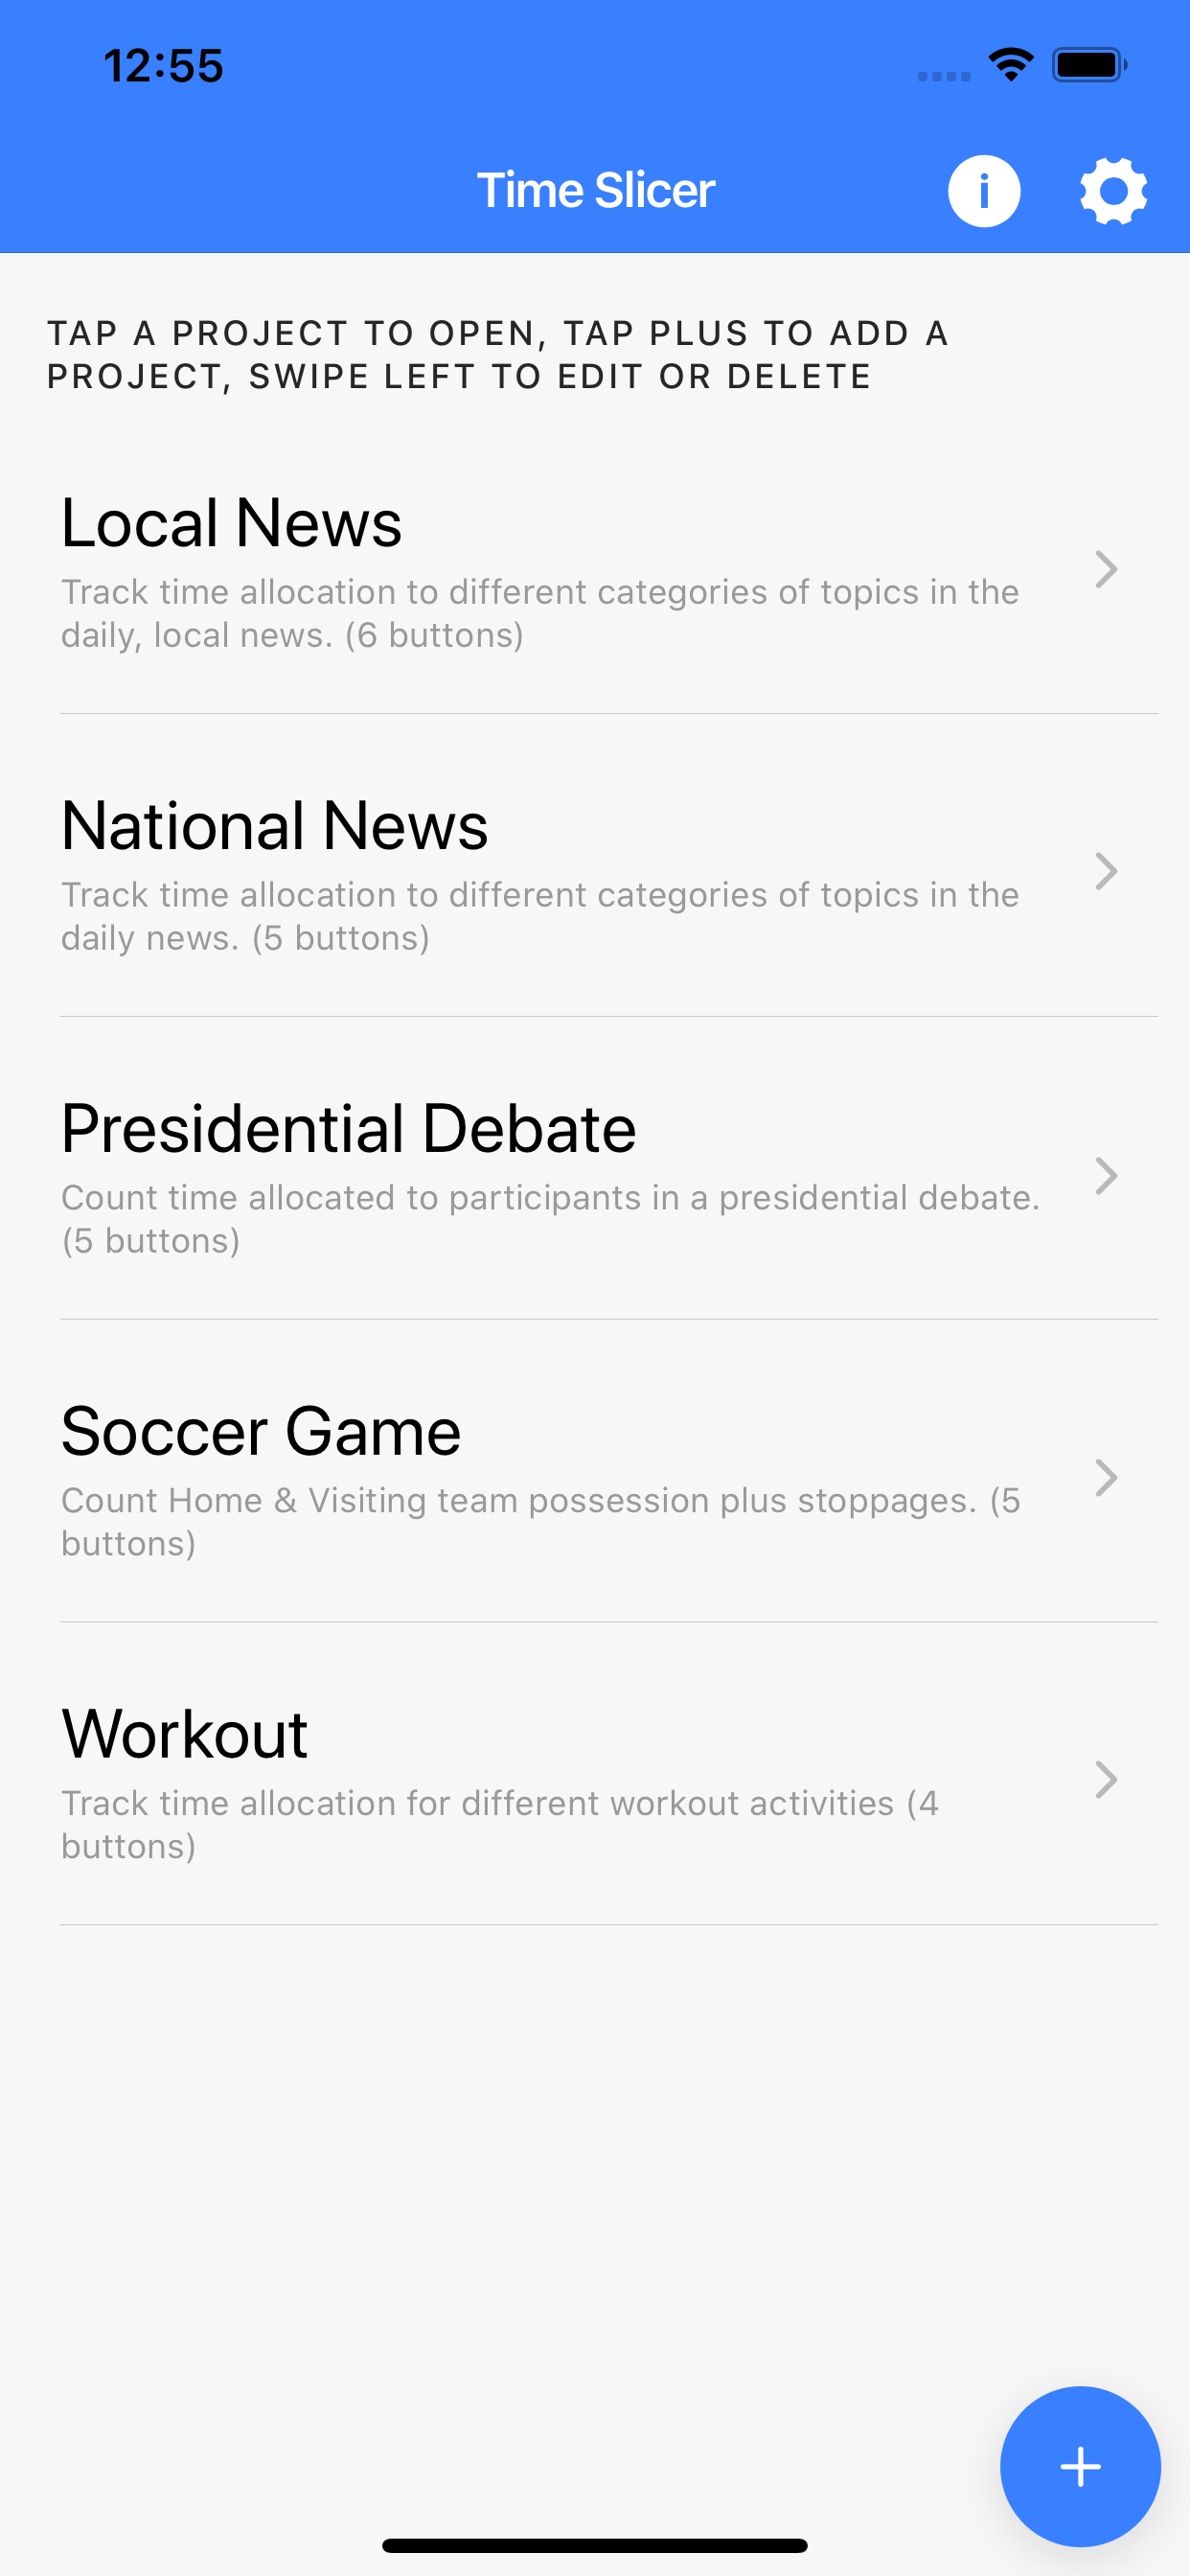 12:55
Time Slicer
TAP A PROJECT TO OPEN, TAP PLUS TO ADD A
PROJECT, SWIPE LEFT TO EDIT OR DELETE
Local News
Track time allocation to different categories of topics in the
daily, local news. (6 buttons)
National News
Track time allocation to different categories of topics in the
daily news. (5 buttons)
Presidential Debate
Count time allocated to participants in a presidential debate.
(5 buttons)
Soccer Game
Count Home & Visiting team possession plus stoppages. (5
buttons)
Workout
Track time allocation for different workout activities (4
buttons)